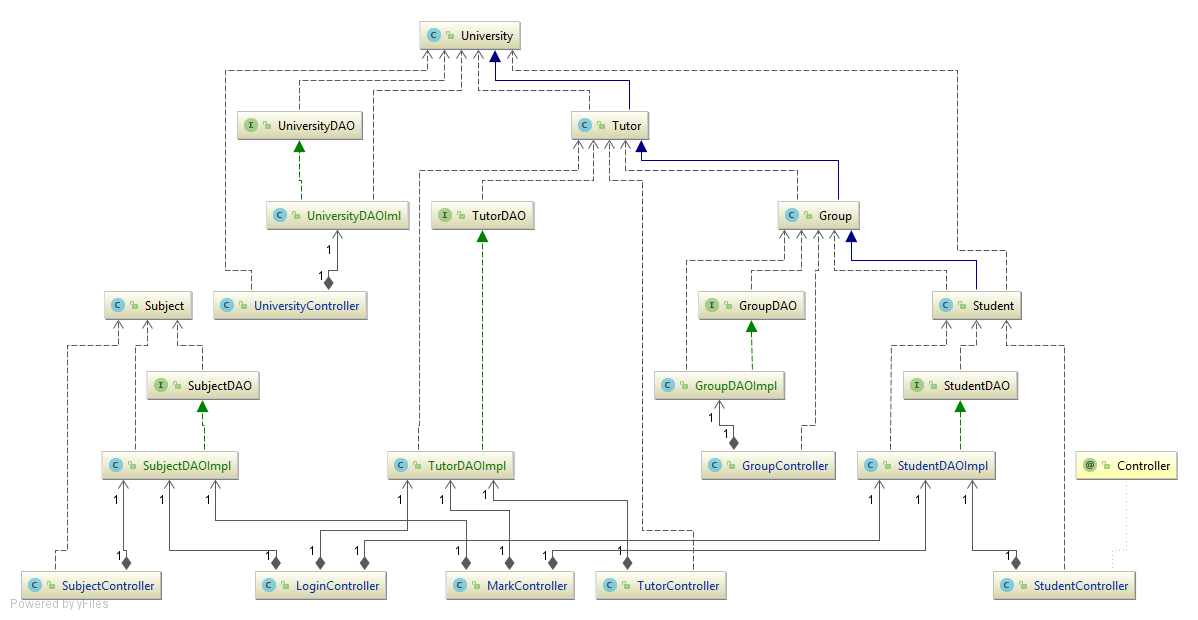 C University
I UniversityDAO
C Tutor
C UniversityDAOIml
I TutorDAO
C Group
1
1
C Subject
C UniversityController
I GroupDAO
C Student
I SubjectDAO
C GroupDAOImpl
I StudentDAO
1
1
C SubjectDAOImpl
C TutorDAOImpl
C GroupController
C StudentDAOImpl
@ Controller
1 1 1 1 1 1 1 1 1
1 1 1 1 1 1 1 1 1
C SubjectController
C LoginController
C MarkController
C TutorController
C StudentController
Powered by yFiles